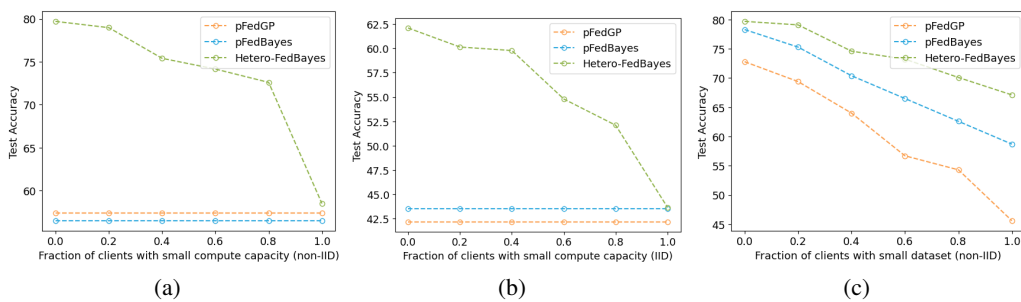 80
75
70
65
60
Test Accuracy
pFedGP
pFedBayes
Hetero-FedBayes
0.0 0.2 0.4 0.6 0.8 1.0
Fraction of clients with small compute capacity (non-IID)
(a)
62.5
60.0
57.5
55.0
52.5
50.0
47.5
45.0
42.5
Test Accuracy
pFedGP
pFedBayes
Hetero-FedBayes
0.0 0.2 0.4 0.6 0.8 1.0
Fraction of clients with small compute capacity (IID)
(b)
80
75
70
65
60
55
50
45
Test Accuracy
pFedGP
pFedBayes
Hetero-FedBayes
0.0 0.2 0.4 0.6 0.8 1.0
Fraction of clients with small dataset (non-IID)
(c)